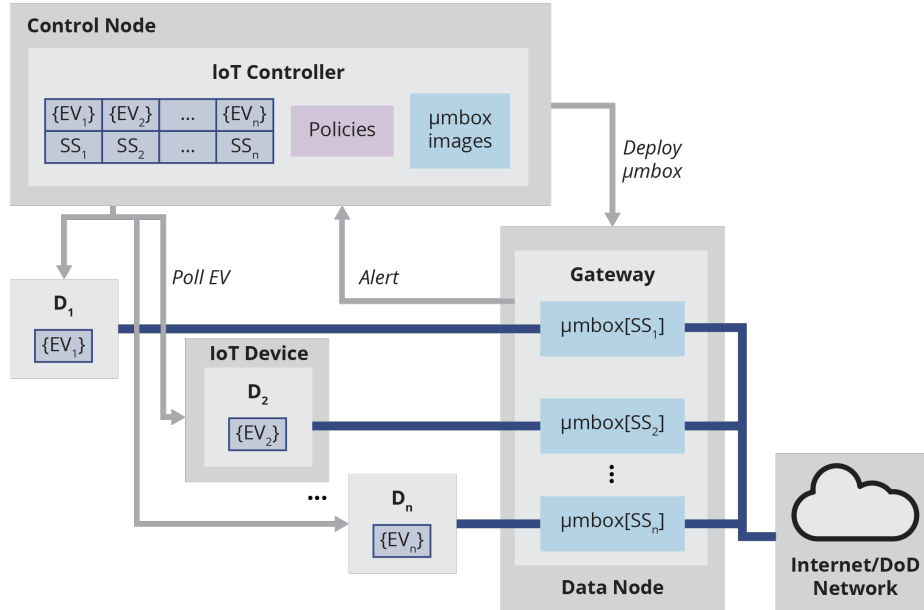 Control Node
IoT Controller
{EV₁} {EV₂} ... {EVₙ}
SS₁ SS₂ ... SSₙ
Policies
µmbox
images
Deploy
µmbox
Poll EV
Alert
Gateway
D₁
{EV₁}
µmbox[SS₁]
IoT Device
D₂
{EV₂}
µmbox[SS₂]
...
⋮
Dₙ
{EVₙ}
µmbox[SSₙ]
Data Node
Internet/DoD
Network